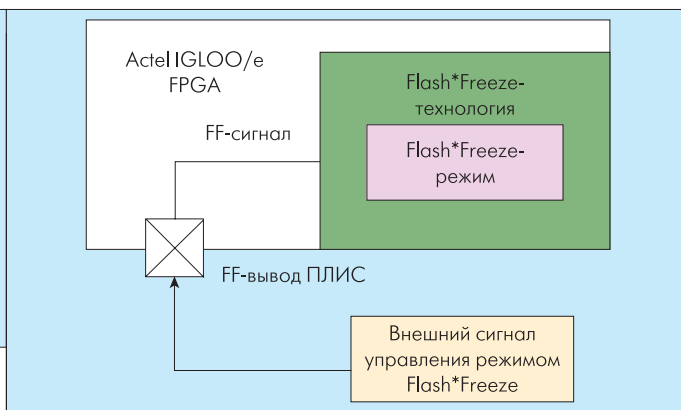 Actel IGLOO/e
FPGA
Flash*Freeze-
технология
FF-сигнал
Flash*Freeze-
режим
FF-вывод ПЛИС
Внешний сигнал
управления режимом
Flash*Freeze